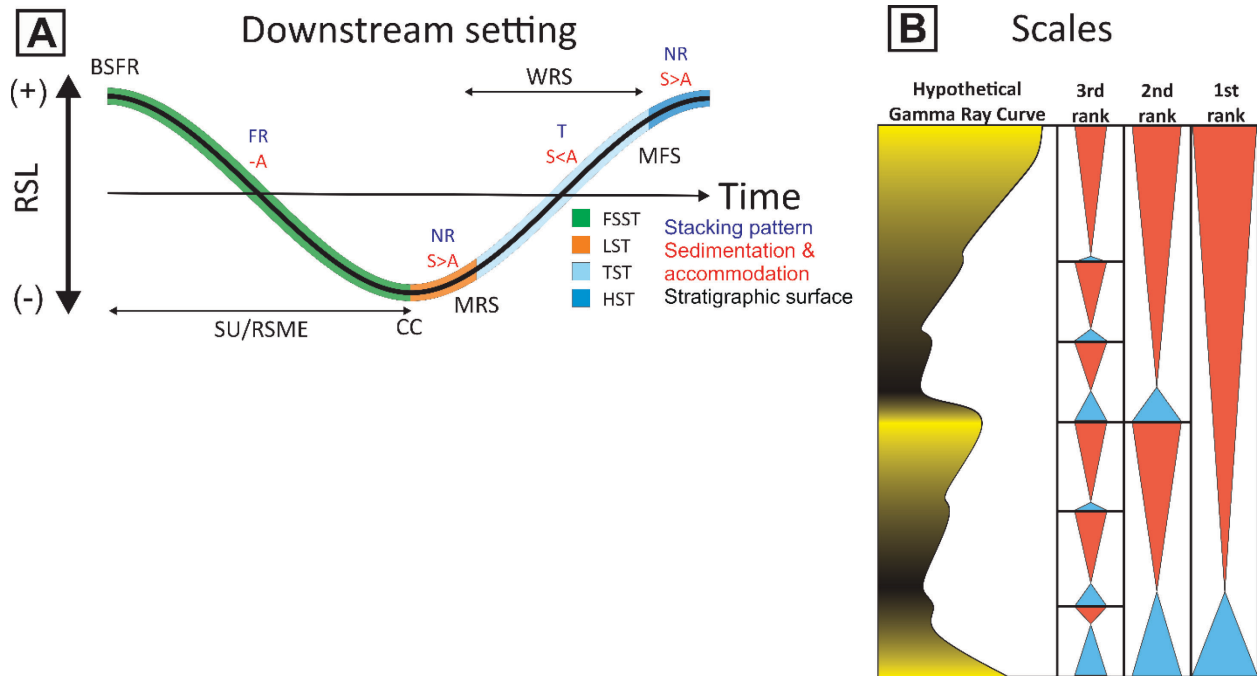 A
Downstream setting
BSFR
(+)
RSL
(-)
FR
-A
SU/RSME
CC
NR
S>A
MRS
WRS
T
S<A
MFS
NR
S>A
Time
FSST
LST
TST
HST
Stacking pattern
Sedimentation &
accommodation
Stratigraphic surface
B
Scales
Hypothetical
Gamma Ray Curve
3rd
rank
2nd
rank
1st
rank